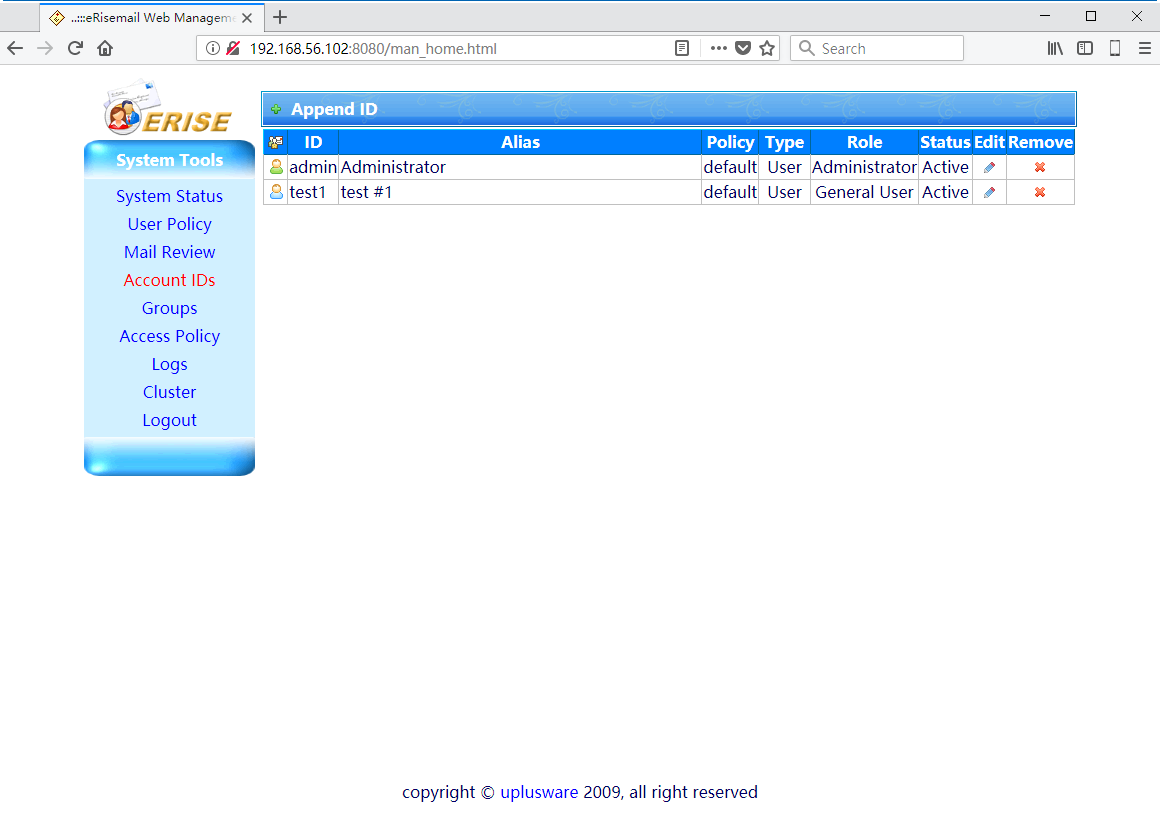 ..:::eRisemail Web Managem
192.168.56.102:8080/man_home.html
Search
ERISE
System Tools
System Status
User Policy
Mail Review
Account IDs
Groups
Access Policy
Logs
Cluster
Logout
Append ID
ID Alias Policy Type Role Status Edit Remove
admin Administrator default User Administrator Active
test1 test #1 default User General User Active
copyright © uplusware 2009, all right reserved